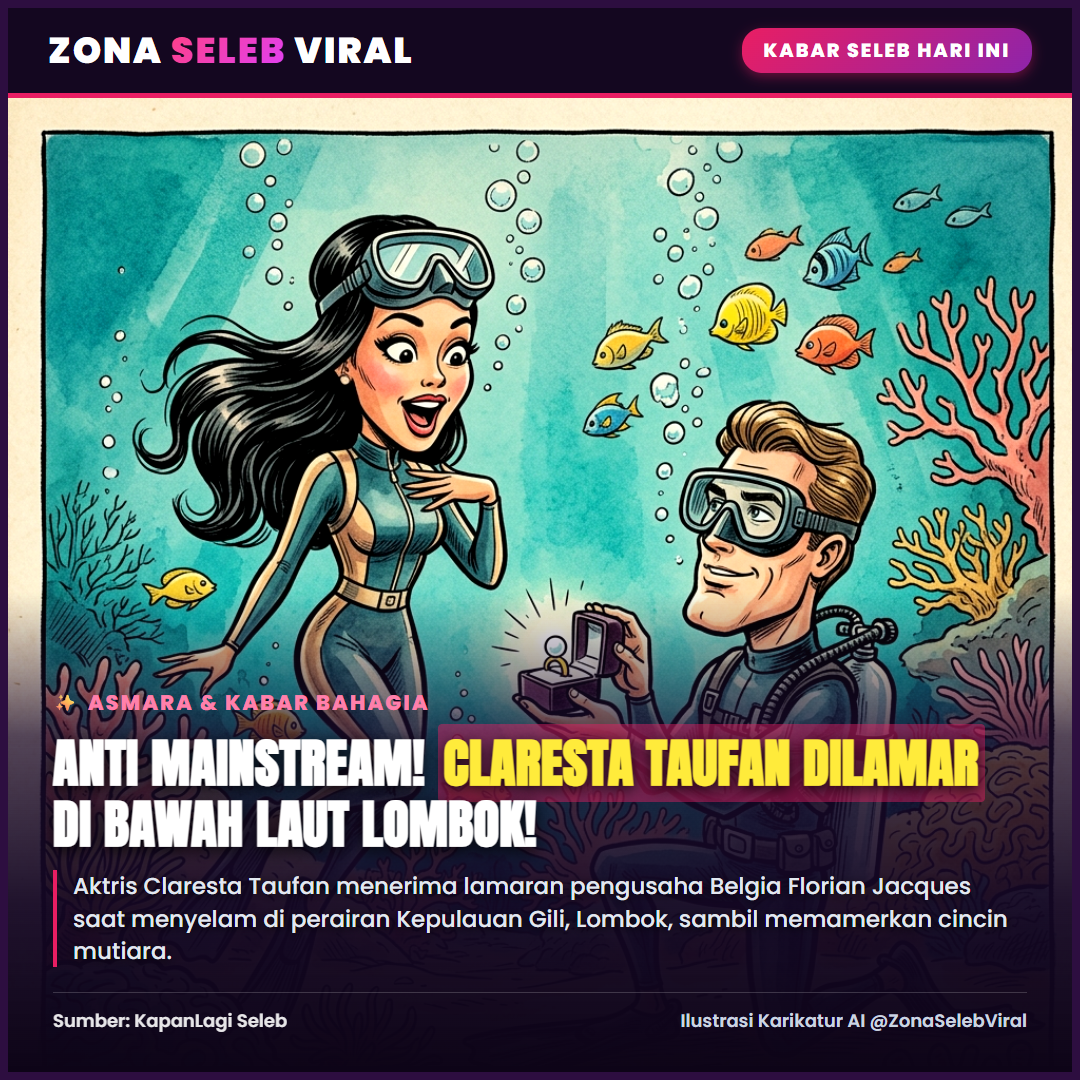 ZONA SELEB VIRAL
KABAR SELEB HARI INI
✨ ASMARA & KABAR BAHAGIA
ANTI MAINSTREAM! CLARESTA TAUFAN DILAMAR
DI BAWAH LAUT LOMBOK!
Aktris Claresta Taufan menerima lamaran pengusaha Belgia Florian Jacques
saat menyelam di perairan Kepulauan Gili, Lombok, sambil memamerkan cincin
mutiara.
Sumber: KapanLagi Seleb
Ilustrasi Karikatur AI @ZonaSelebViral